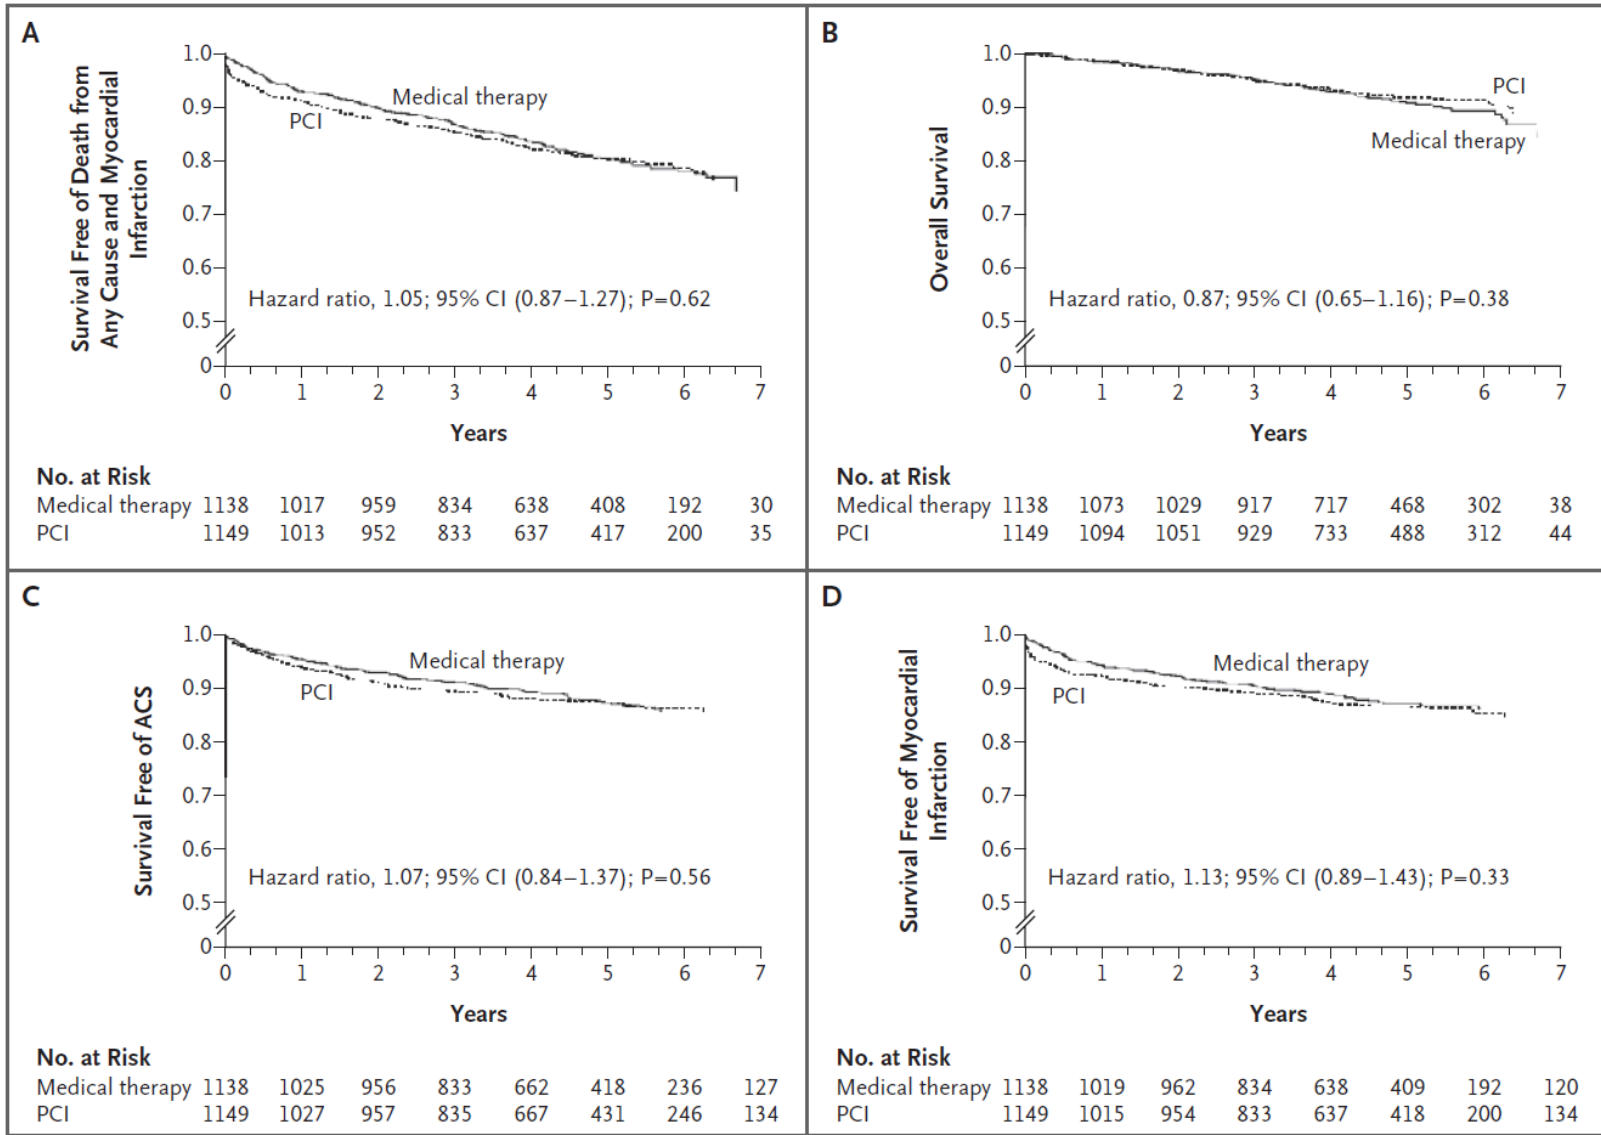 A
Survival Free of Death from
Any Cause and Myocardial
Infarction
1.0
0.9
0.8
0.7
0.6
0.5
0
Medical therapy
PCI
Hazard ratio, 1.05; 95% CI (0.87–1.27); P=0.62
0 1 2 3 4 5 6 7
Years
No. at Risk
Medical therapy 1138 1017 959 834 638 408 192 30
PCI 1149 1013 952 833 637 417 200 35
B
Overall Survival
1.0
0.9
0.8
0.7
0.6
0.5
0
PCI
Medical therapy
Hazard ratio, 0.87; 95% CI (0.65–1.16); P=0.38
0 1 2 3 4 5 6 7
Years
No. at Risk
Medical therapy 1138 1073 1029 917 717 468 302 38
PCI 1149 1094 1051 929 733 488 312 44
C
Survival Free of ACS
1.0
0.9
0.8
0.7
0.6
0.5
0
Medical therapy
PCI
Hazard ratio, 1.07; 95% CI (0.84–1.37); P=0.56
0 1 2 3 4 5 6 7
Years
No. at Risk
Medical therapy 1138 1025 956 833 662 418 236 127
PCI 1149 1027 957 835 667 431 246 134
D
Survival Free of Myocardial
Infarction
1.0
0.9
0.8
0.7
0.6
0.5
0
Medical therapy
PCI
Hazard ratio, 1.13; 95% CI (0.89–1.43); P=0.33
0 1 2 3 4 5 6 7
Years
No. at Risk
Medical therapy 1138 1019 962 834 638 409 192 120
PCI 1149 1015 954 833 637 418 200 134